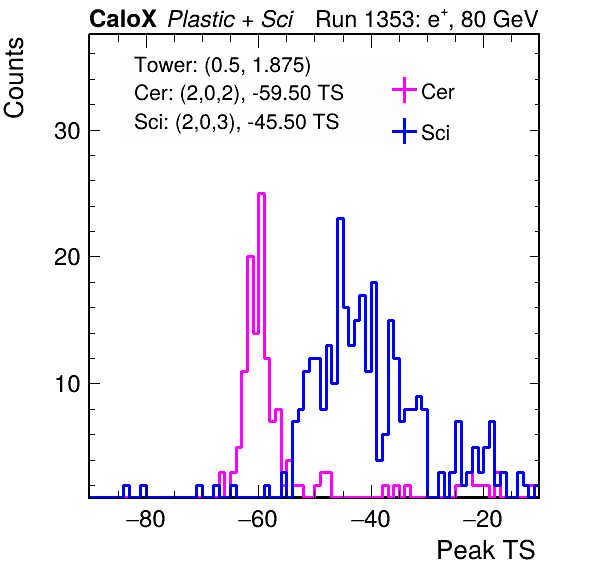 CaloX Plastic + Sci Run 1353: e+, 80 GeV
Counts
Tower: (0.5, 1.875)
Cer: (2,0,2), -59.50 TS
Sci: (2,0,3), -45.50 TS
Cer
Sci
30
20
10
−80 −60 −40 −20
Peak TS